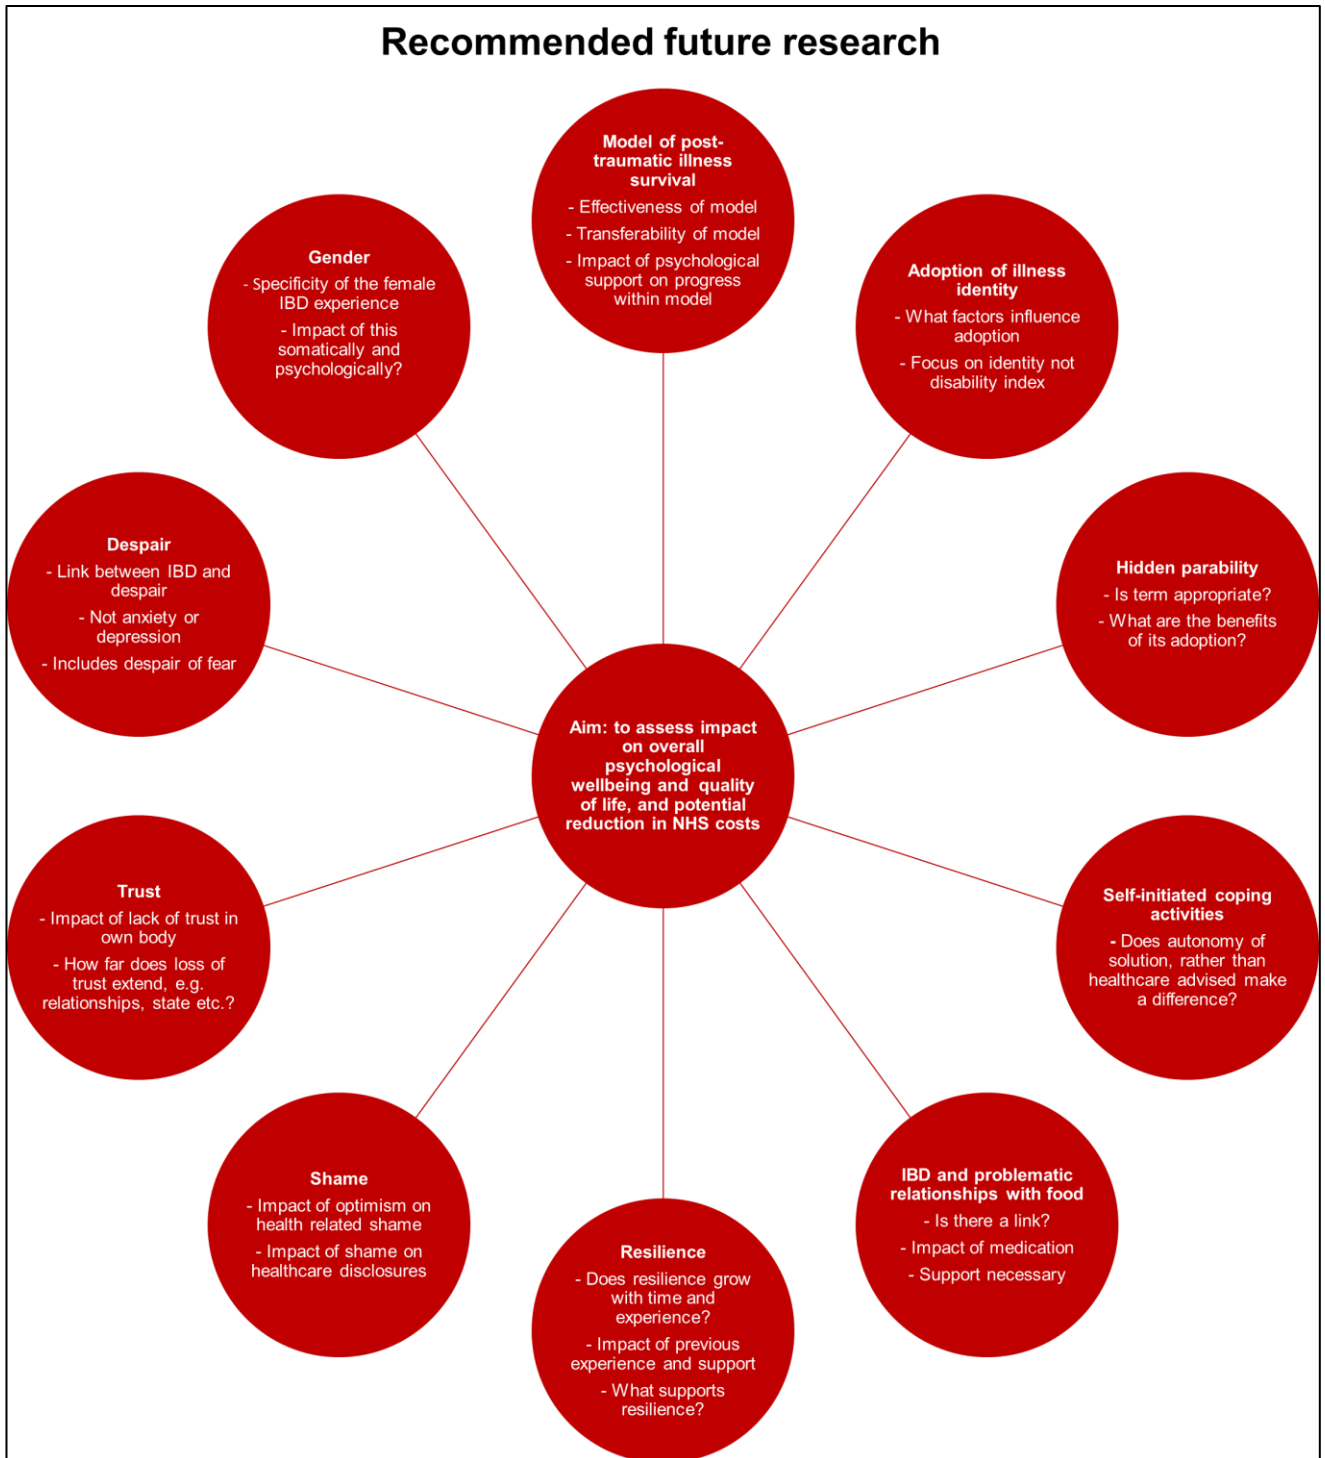 Recommended future research
Model of post-
traumatic illness
survival
- Effectiveness of model
- Transferability of model
- Impact of psychological
support on progress
within model
Adoption of illness
identity
- What factors influence
adoption
- Focus on identity not
disability index
Hidden parability
- Is term appropriate?
- What are the benefits
of its adoption?
Self-initiated coping
activities
- Does autonomy of
solution, rather than
healthcare advised make
a difference?
IBD and problematic
relationships with food
- Is there a link?
- Impact of medication
- Support necessary
Resilience
- Does resilience grow
with time and
experience?
- Impact of previous
experience and support
- What supports
resilience?
Shame
- Impact of optimism on
health related shame
- Impact of shame on
healthcare disclosures
Trust
- Impact of lack of trust in
own body
- How far does loss of
trust extend, e.g.
relationships, state etc.?
Despair
- Link between IBD and
despair
- Not anxiety or
depression
- Includes despair of fear
Gender
- Specificity of the female
IBD experience
- Impact of this
somatically and
psychologically?
Aim: to assess impact
on overall
psychological
wellbeing and quality
of life, and potential
reduction in NHS costs